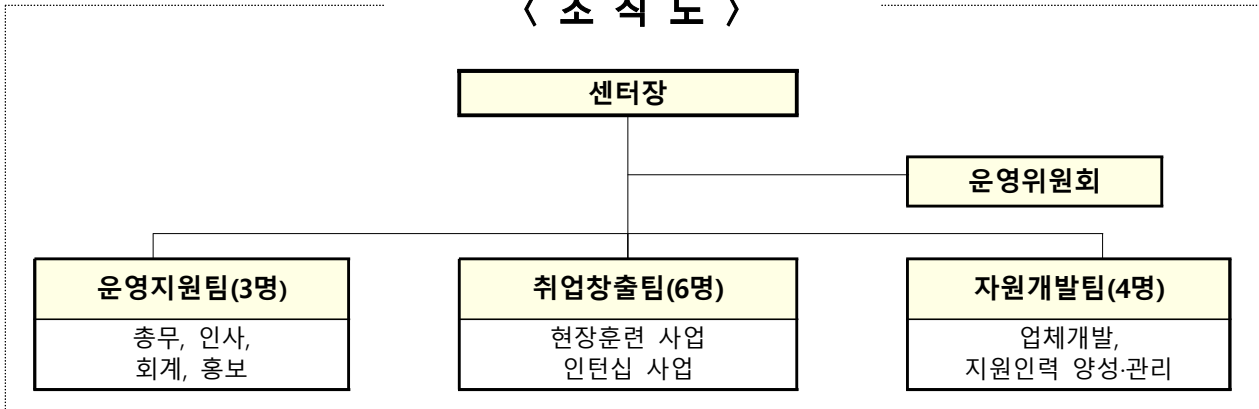 < 조 직 도 >
센터장
운영위원회
운영지원팀(3명)
총무, 인사,
회계, 홍보
취업창출팀(6명)
현장훈련 사업
인턴십 사업
자원개발팀(4명)
업체개발,
지원인력 양성·관리